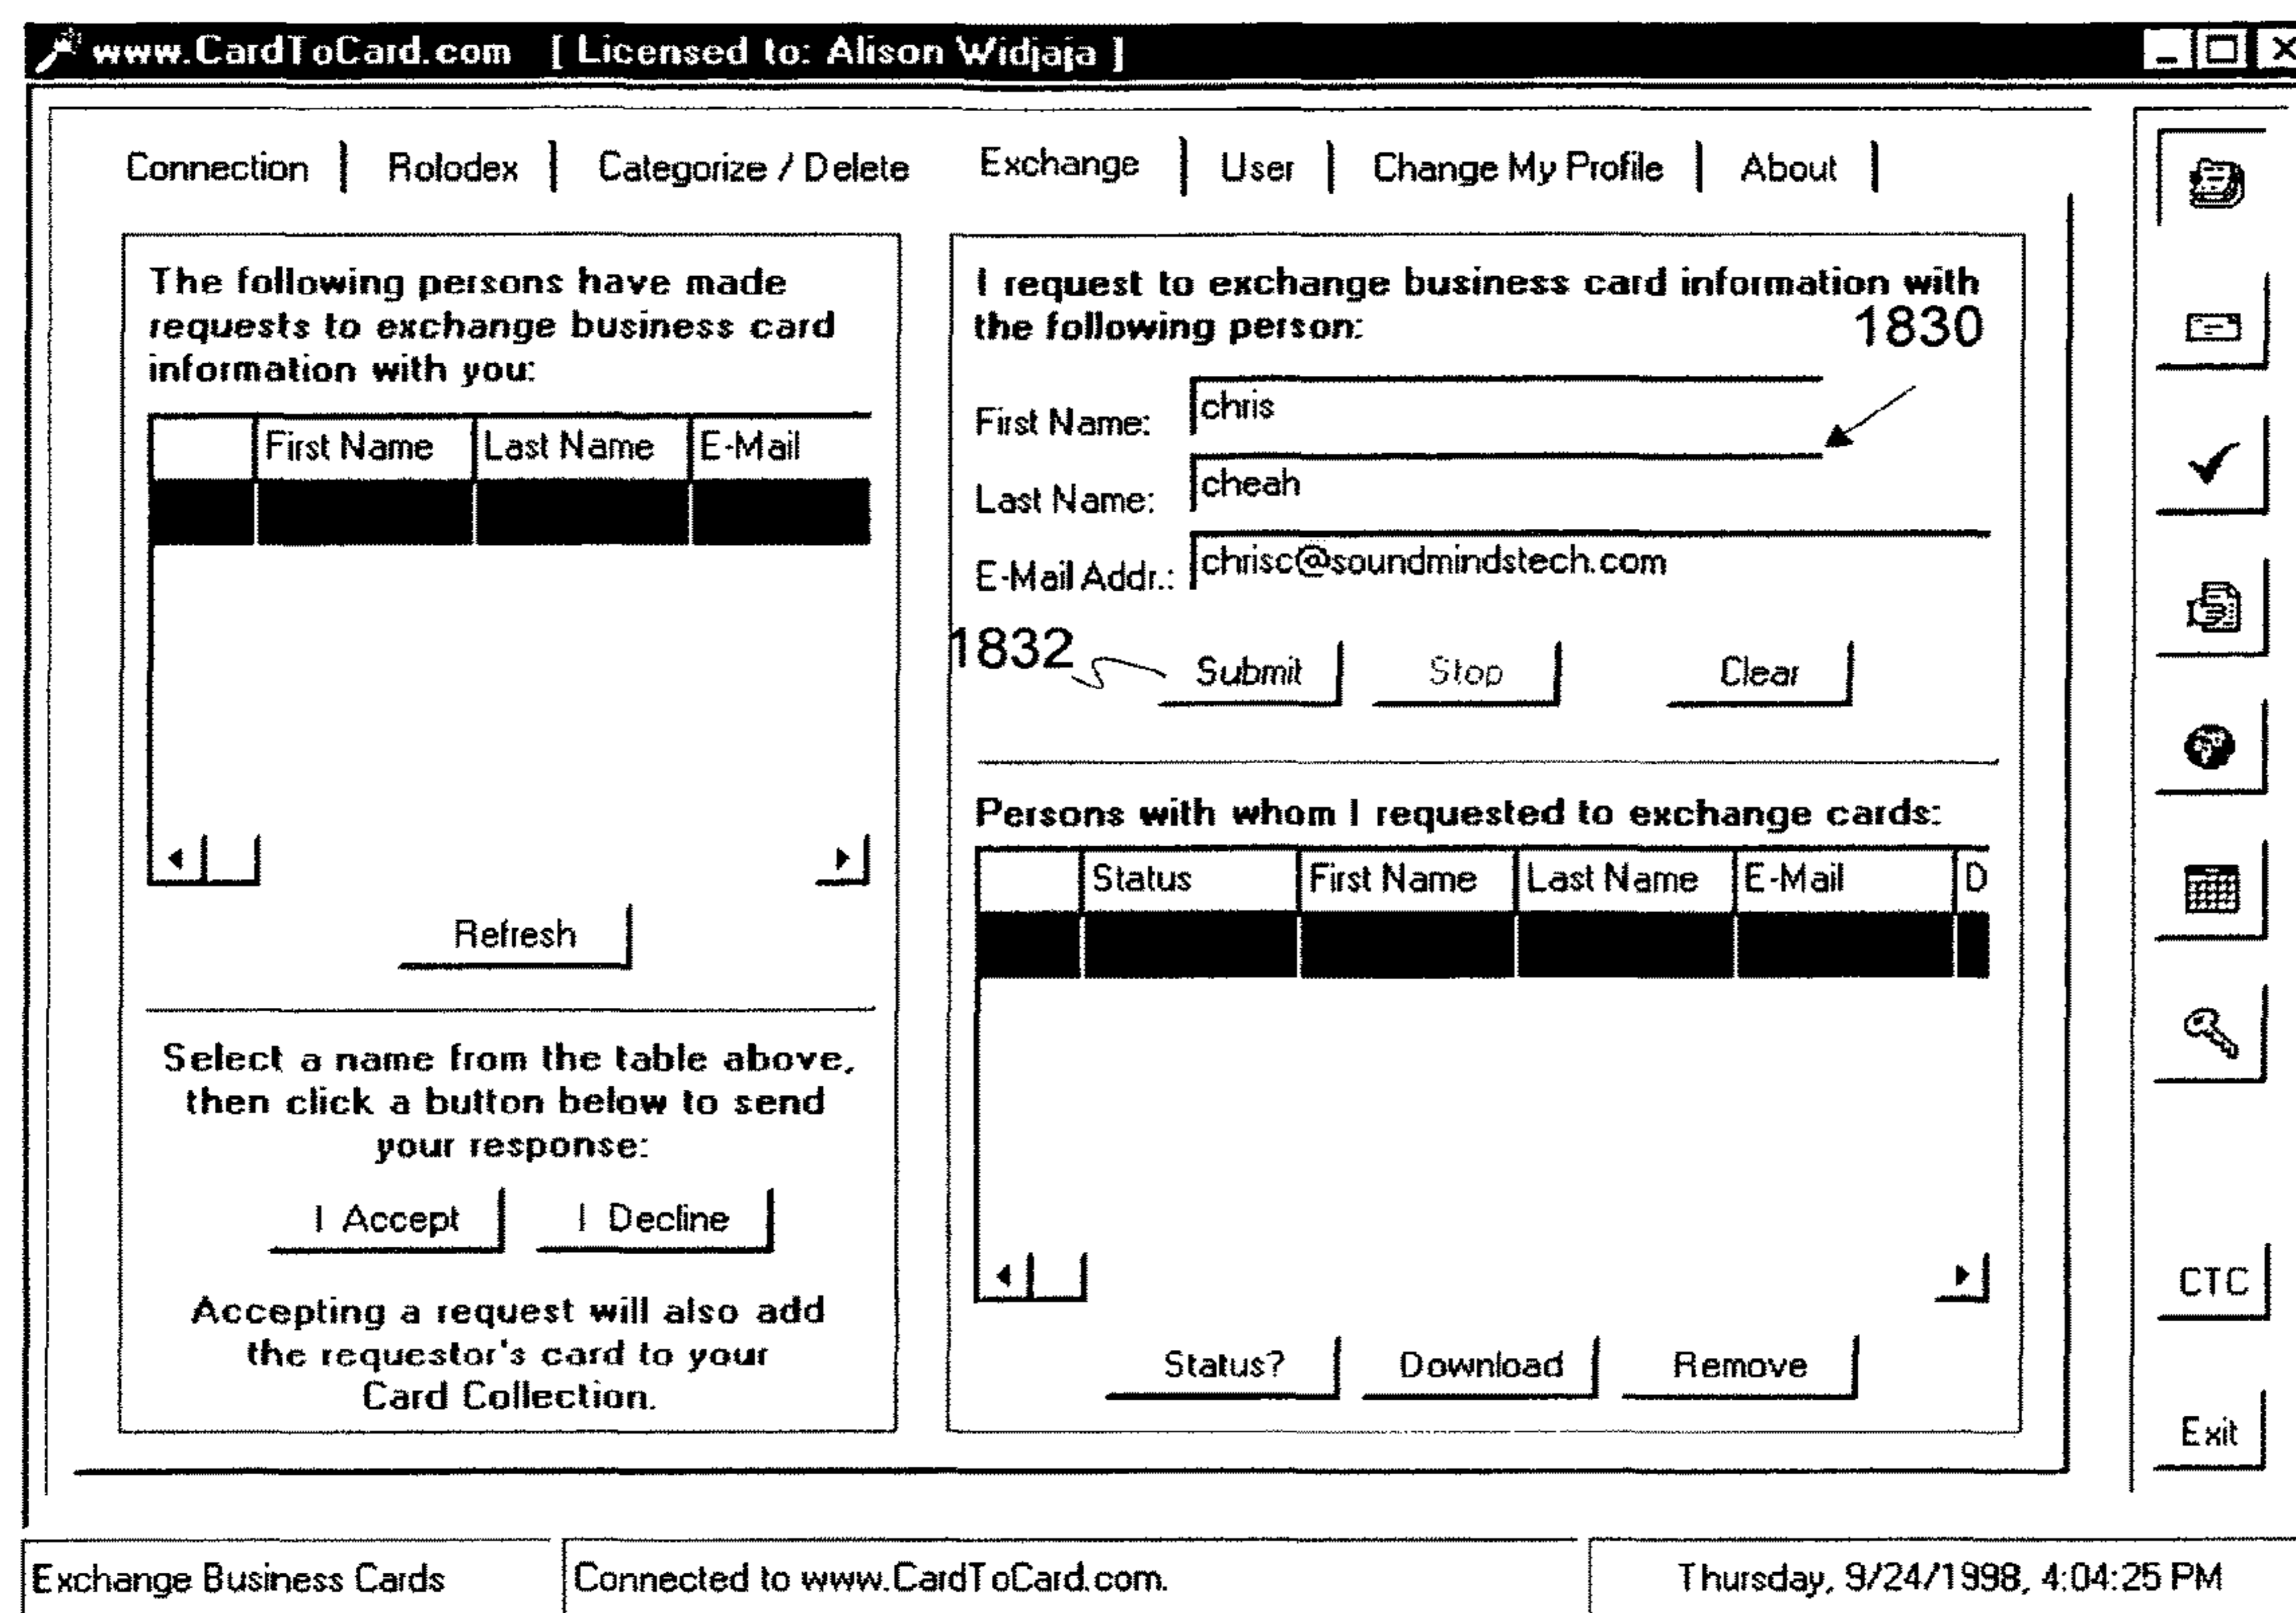 www.CardToCard.com [ Licensed to: Alison Widjaja ]
Connection | Rolodex | Categorize / Delete Exchange | User | Change My Profile | About |
The following persons have made
requests to exchange business card
information with you:
First Name Last Name E-Mail
Refresh
Select a name from the table above,
then click a button below to send
your response:
I Accept I Decline
Accepting a request will also add
the requestor's card to your
Card Collection.
I request to exchange business card information with
the following person:
1830
First Name: chris
Last Name: cheah
E-Mail Addr.: chrisc@soundmindstech.com
1832
Submit Stop Clear
Persons with whom I requested to exchange cards:
Status First Name Last Name E-Mail D
Status? Download Remove
CTC
Exit
Exchange Business Cards Connected to www.CardToCard.com. Thursday, 9/24/1998, 4:04:25 PM